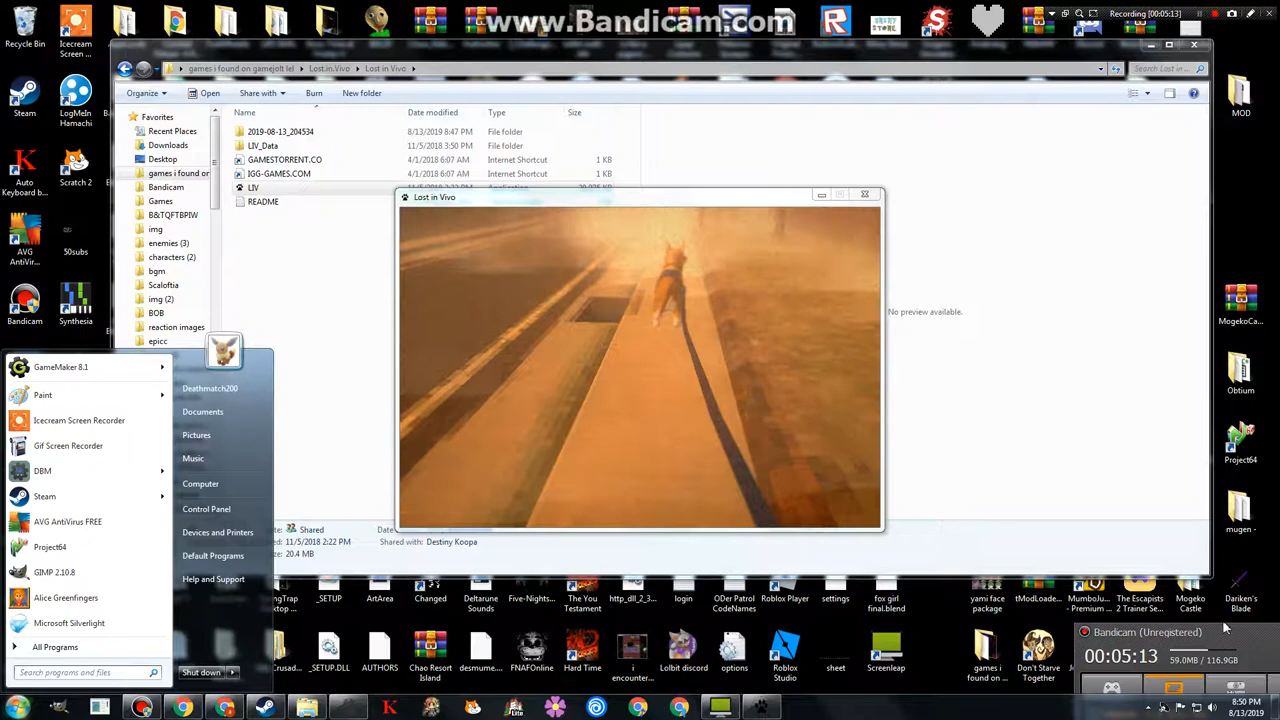 www.Bandicam.com
Recording [00:05:13]
Recycle Bin
Icecream Screen ...
games i found on gamejolt lel
Lost.in.Vivo
Lost in Vivo
Search Lost in ...
Organize
Open
Share with
Burn
New folder
Name
Date modified
Type
Size
Favorites
Recent Places
Downloads
Desktop
games i found or
Bandicam
Games
B&TQFTBPIW
img
enemies (3)
characters (2)
bgm
Scaloftia
img (2)
BOB
reaction images
epicc
2019-08-13_204534
8/13/2019 8:47 PM
File folder
LIV_Data
11/5/2018 3:50 PM
File folder
GAMESTORRENT.CO
4/1/2018 6:07 AM
Internet Shortcut
1 KB
IGG-GAMES.COM
4/1/2018 6:07 AM
Internet Shortcut
1 KB
LIV
README
Lost in Vivo
No preview available.
Steam
LogMeIn Hamachi
Auto Keyboard b...
Scratch 2
AVG AntiVir...
50subs
Bandicam
Synthesia
MOD
MogekoCa...
Obtium
Project64
mugen -
Dariken's Blade
GameMaker 8.1
Paint
Icecream Screen Recorder
Gif Screen Recorder
DBM
Steam
AVG AntiVirus FREE
Project64
GIMP 2.10.8
Alice Greenfingers
Microsoft Silverlight
All Programs
Search programs and files
Deathmatch200
Documents
Pictures
Music
Computer
Control Panel
Devices and Printers
Default Programs
Help and Support
Shut down
Shared
11/5/2018 2:22 PM
Shared with: Destiny Koopa
20.4 MB
_SETUP
ArtArea
Changed
Deltarune Sounds
Five-Nights...
The You Testament
http_dll_2_3...
login
ODer Patrol CodeNames
Roblox Player
settings
fox girl final.blend
yami face package
tModLoade...
MumboJu... - Premium ...
The Escapists 2 Trainer Se...
Mogeko Castle
_SETUP.DLL
AUTHORS
Chao Resort Island
desmume...
FNAFOnline
Hard Time
i encounter...
Lolbit discord
options
Roblox Studio
sheet
Screenleap
games i found on ...
Don't Starve
Bandicam (Unregistered)
00:05:13
59.0MB / 116.9GB
8:50 PM
8/13/2019